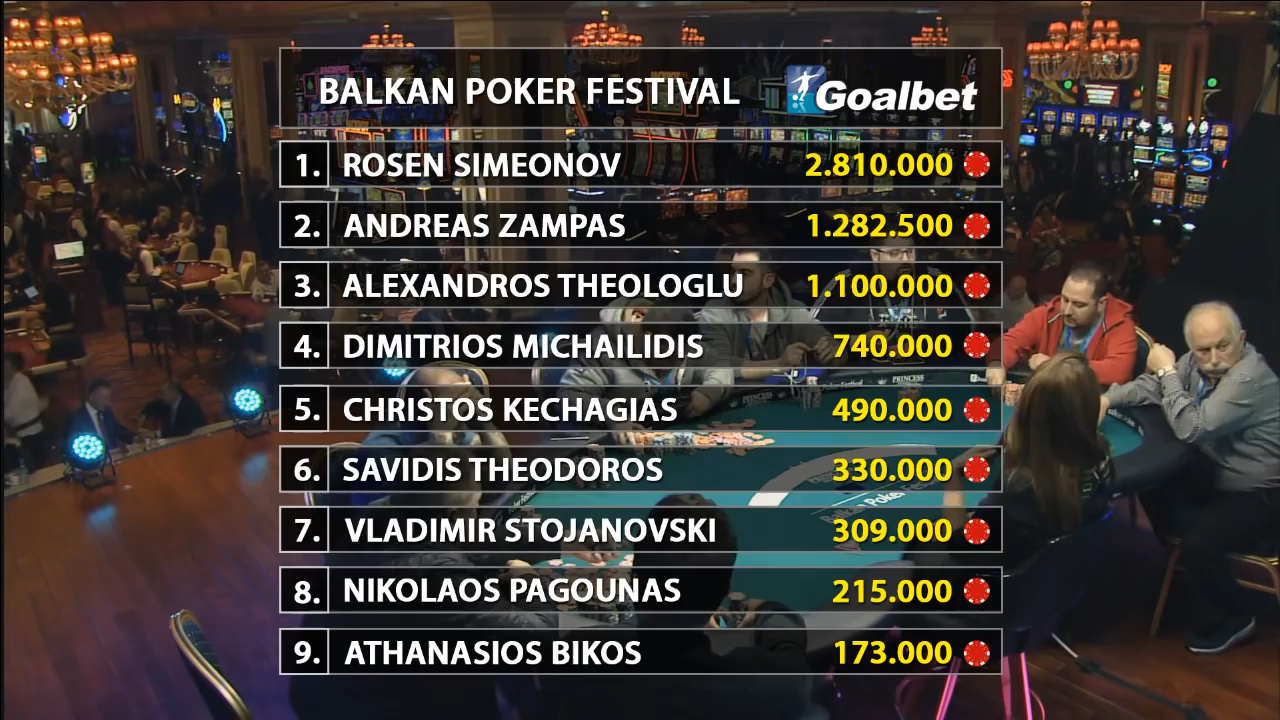 BALKAN POKER FESTIVAL Goalbet
1. ROSEN SIMEONOV 2.810.000
2. ANDREAS ZAMPAS 1.282.500
3. ALEXANDROS THEOLOGLU 1.100.000
4. DIMITRIOS MICHAILIDIS 740.000
5. CHRISTOS KECHAGIAS 490.000
6. SAVIDIS THEODOROS 330.000
7. VLADIMIR STOJANOVSKI 309.000
8. NIKOLAOS PAGOUNAS 215.000
9. ATHANASIOS BIKOS 173.000
PRINCESS
Poker